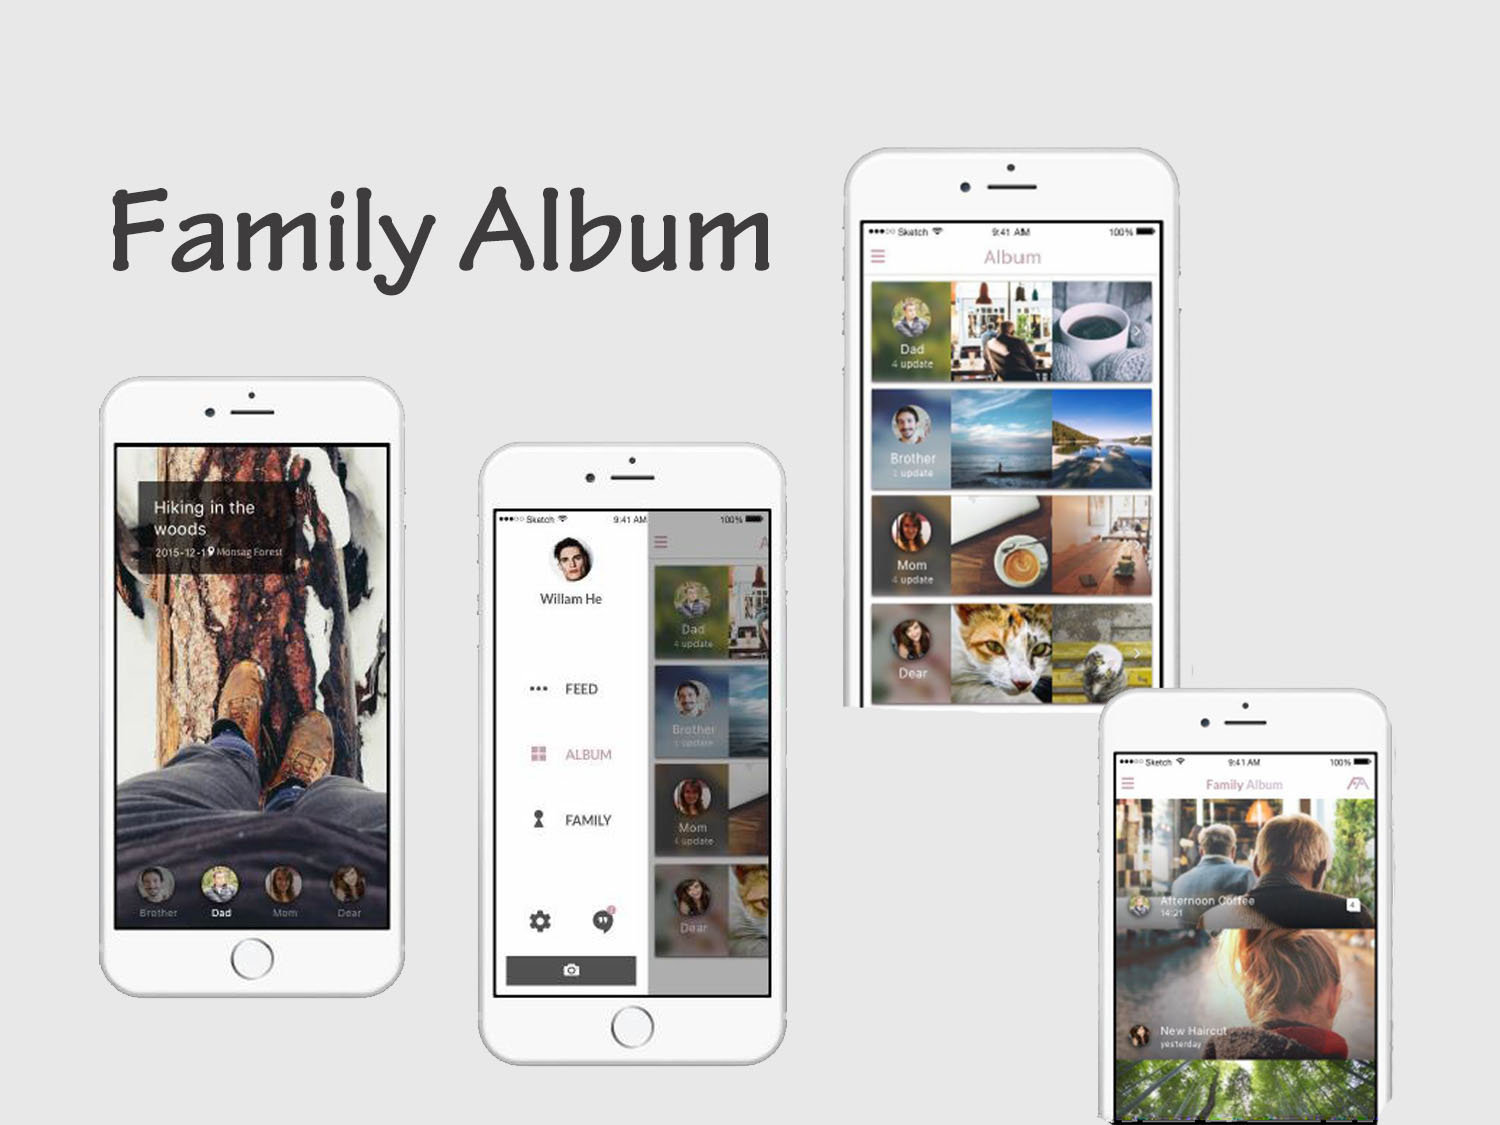 Family Album
Sketch 9:41 AM 100%
Album
Dad
4 update
Brother
1 update
Mom
4 update
Dear
Hiking in the
woods
2015-12-1 Monsag Forest
Brother Dad Mom Dear
Sketch 9:41 AM 100%
A
Willam He
Dad
4 update
FEED
Brother
1 update
ALBUM
FAMILY
Mom
4 update
Dear
Sketch 9:41 AM 100%
Family Album FA
Afternoon Coffee
14:21
4
New Haircut
yesterday